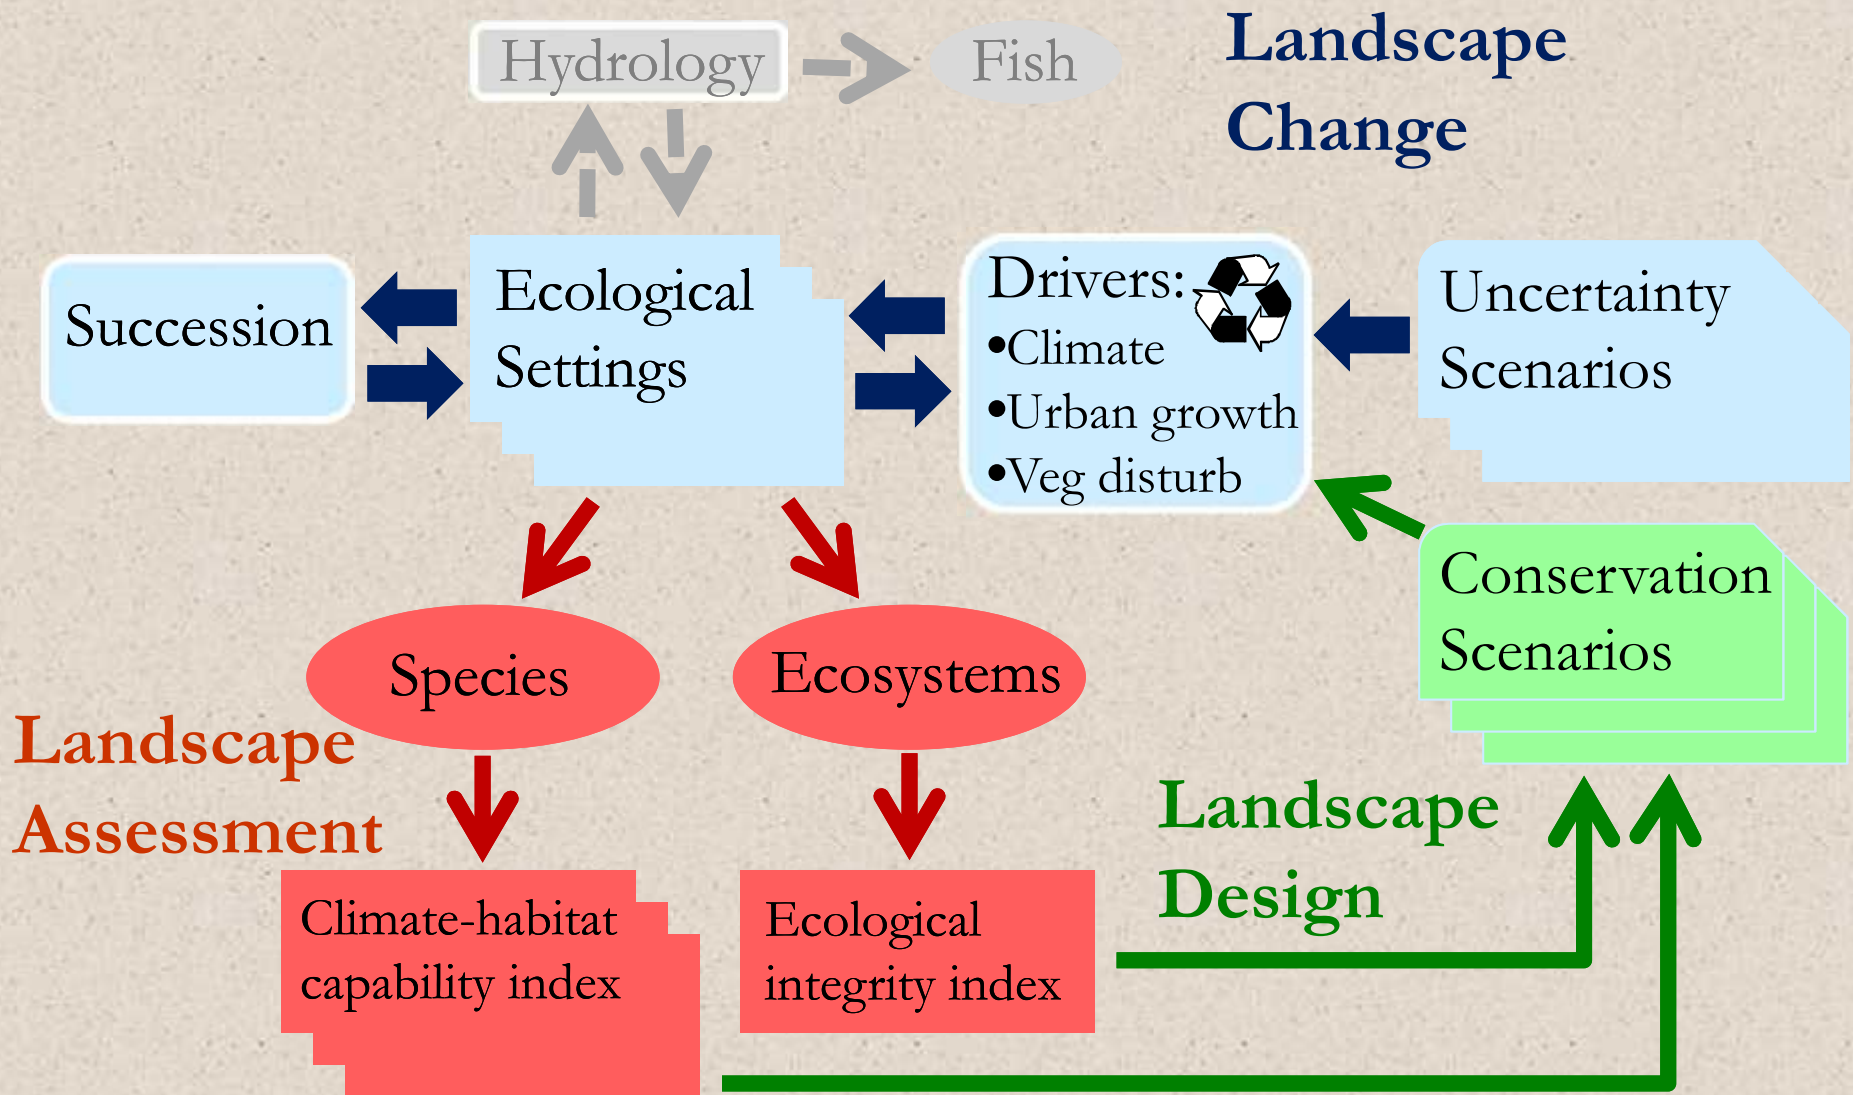 Hydrology
Fish
Landscape
Change
Succession
Ecological
Settings
Drivers:
•Climate
•Urban growth
•Veg disturb
Uncertainty
Scenarios
Conservation
Scenarios
Species
Ecosystems
Landscape
Assessment
Landscape
Design
Climate-habitat
capability index
Ecological
integrity index